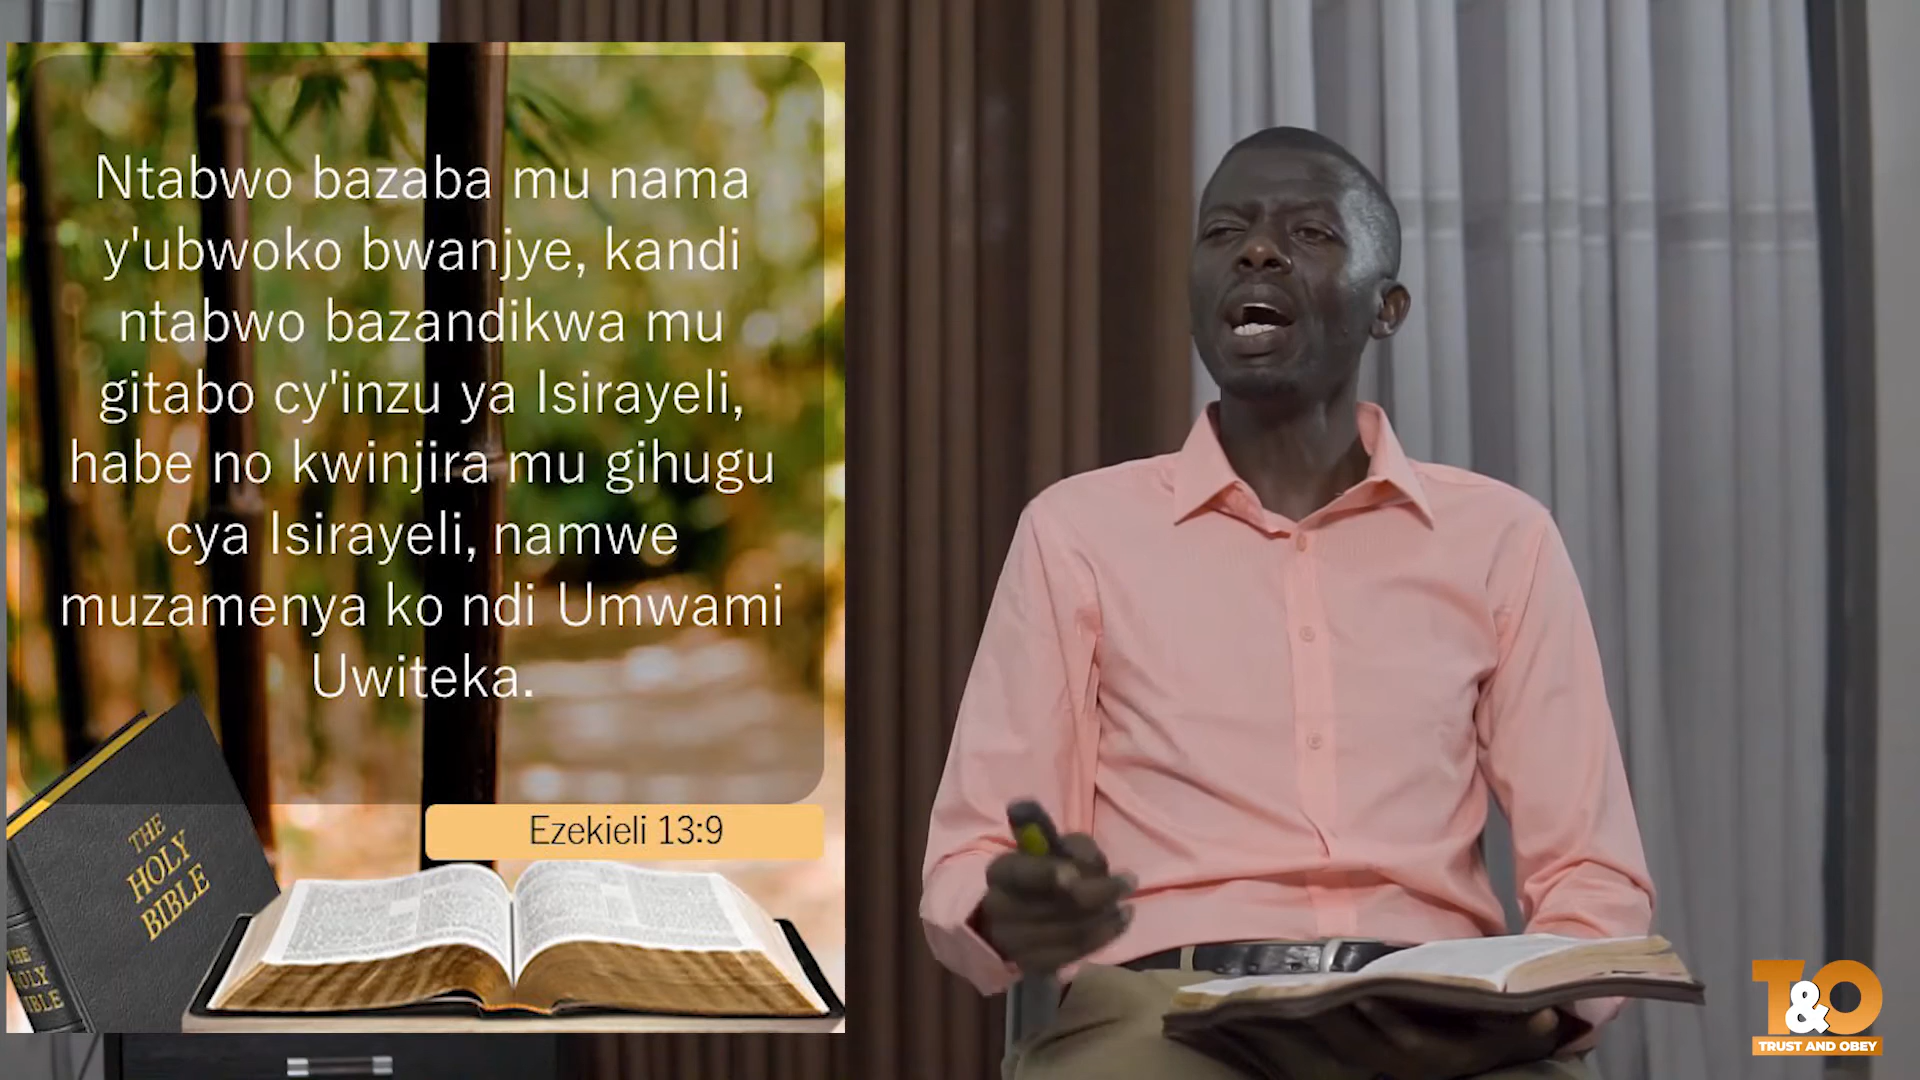 Ntabwo bazaba mu nama
y'ubwoko bwanjye, kandi
ntabwo bazandikwa mu
gitabo cy'inzu ya Isirayeli,
habe no kwinjira mu gihugu
cya Isirayeli, namwe
muzamenya ko ndi Umwami
Uwiteka.
Ezekieli 13:9
THE
HOLY
BIBLE
THE
HOLY
BIBLE
T&O
TRUST AND OBEY